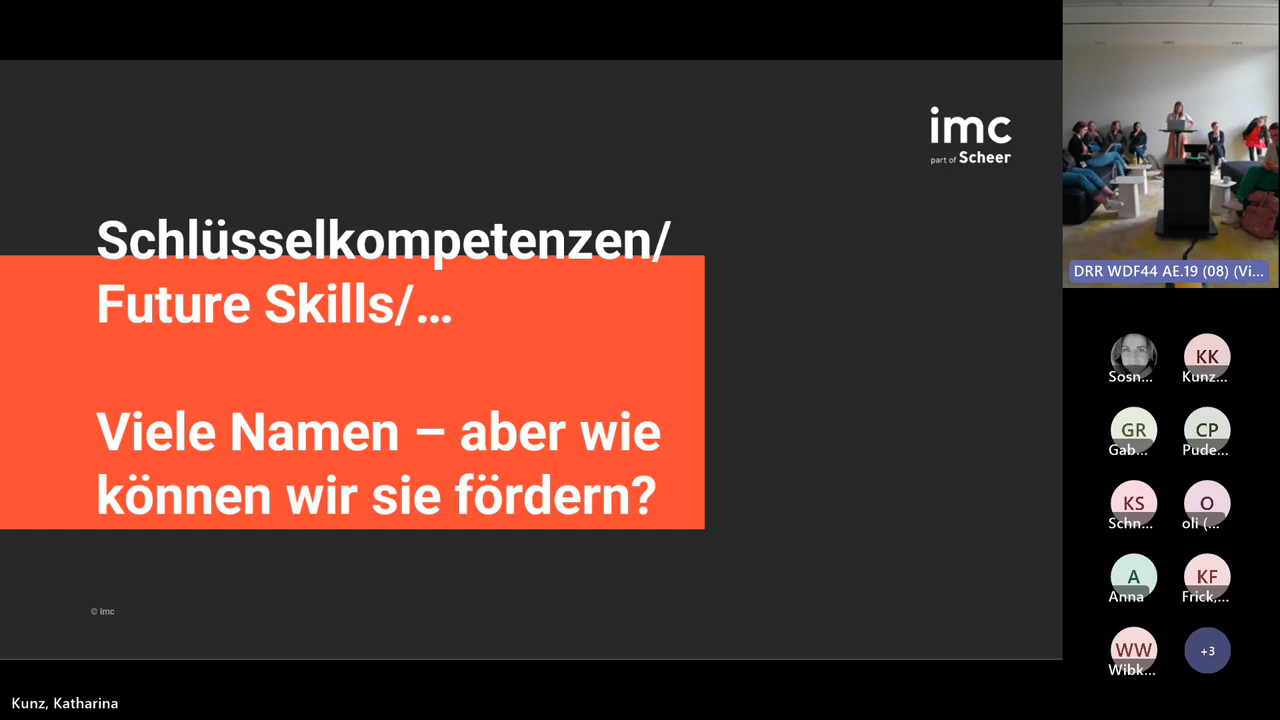 imc
part of Scheer
Schlüsselkompetenzen/
Future Skills/...
Viele Namen – aber wie
können wir sie fördern?
© imc
Kunz, Katharina
DRR WDF44 AE.19 (08) (Vi...
Sosn...
KK
Kunz...
GR
Gab...
CP
Pude...
KS
Schn...
O
oli (...
A
Anna
KF
Frick,...
WW
Wibk...
+3